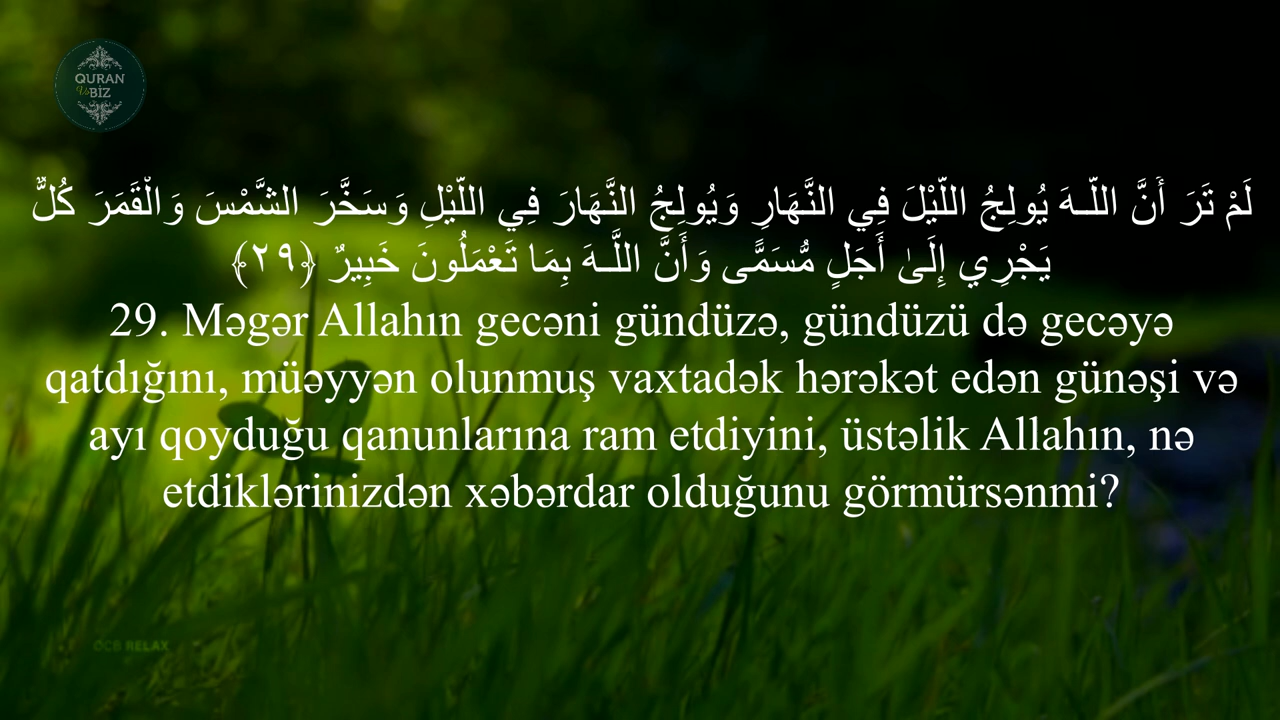 QURAN
Və BİZ
لَمْ تَرَ أَنَّ اللَّـهَ يُولِجُ اللَّيْلَ فِي النَّهَارِ وَيُولِجُ النَّهَارَ فِي اللَّيْلِ وَسَخَّرَ الشَّمْسَ وَالْقَمَرَ كُلٌّ
يَجْرِي إِلَىٰ أَجَلٍ مُّسَمًّى وَأَنَّ اللَّـهَ بِمَا تَعْمَلُونَ خَبِيرٌ ﴿٢٩﴾
29. Məgər Allahın gecəni gündüzə, gündüzü də gecəyə
qatdığını, müəyyən olunmuş vaxtadək hərəkət edən günəşi və
ayı qoyduğu qanunlarına ram etdiyini, üstəlik Allahın, nə
etdiklərinizdən xəbərdar olduğunu görmürsənmi?
OCB RELAX